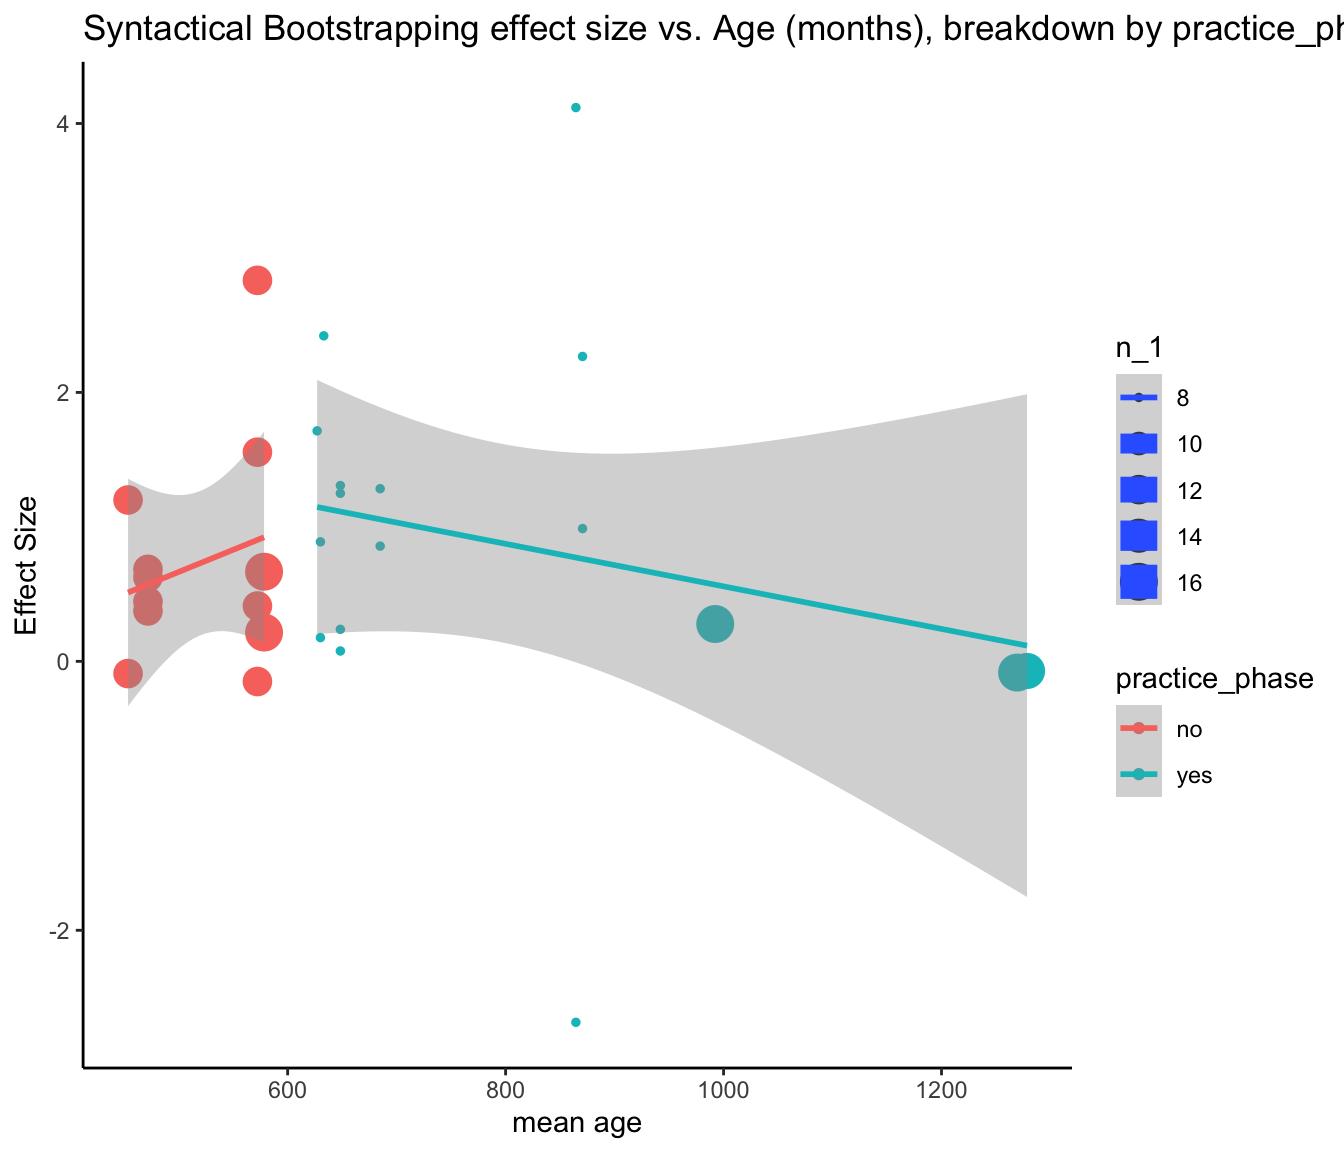 Syntactical Bootstrapping effect size vs. Age (months), breakdown by practice_ph
4
2
0
-2
Effect Size
600
800
1000
1200
mean age
n_1
8
10
12
14
16
practice_phase
no
yes